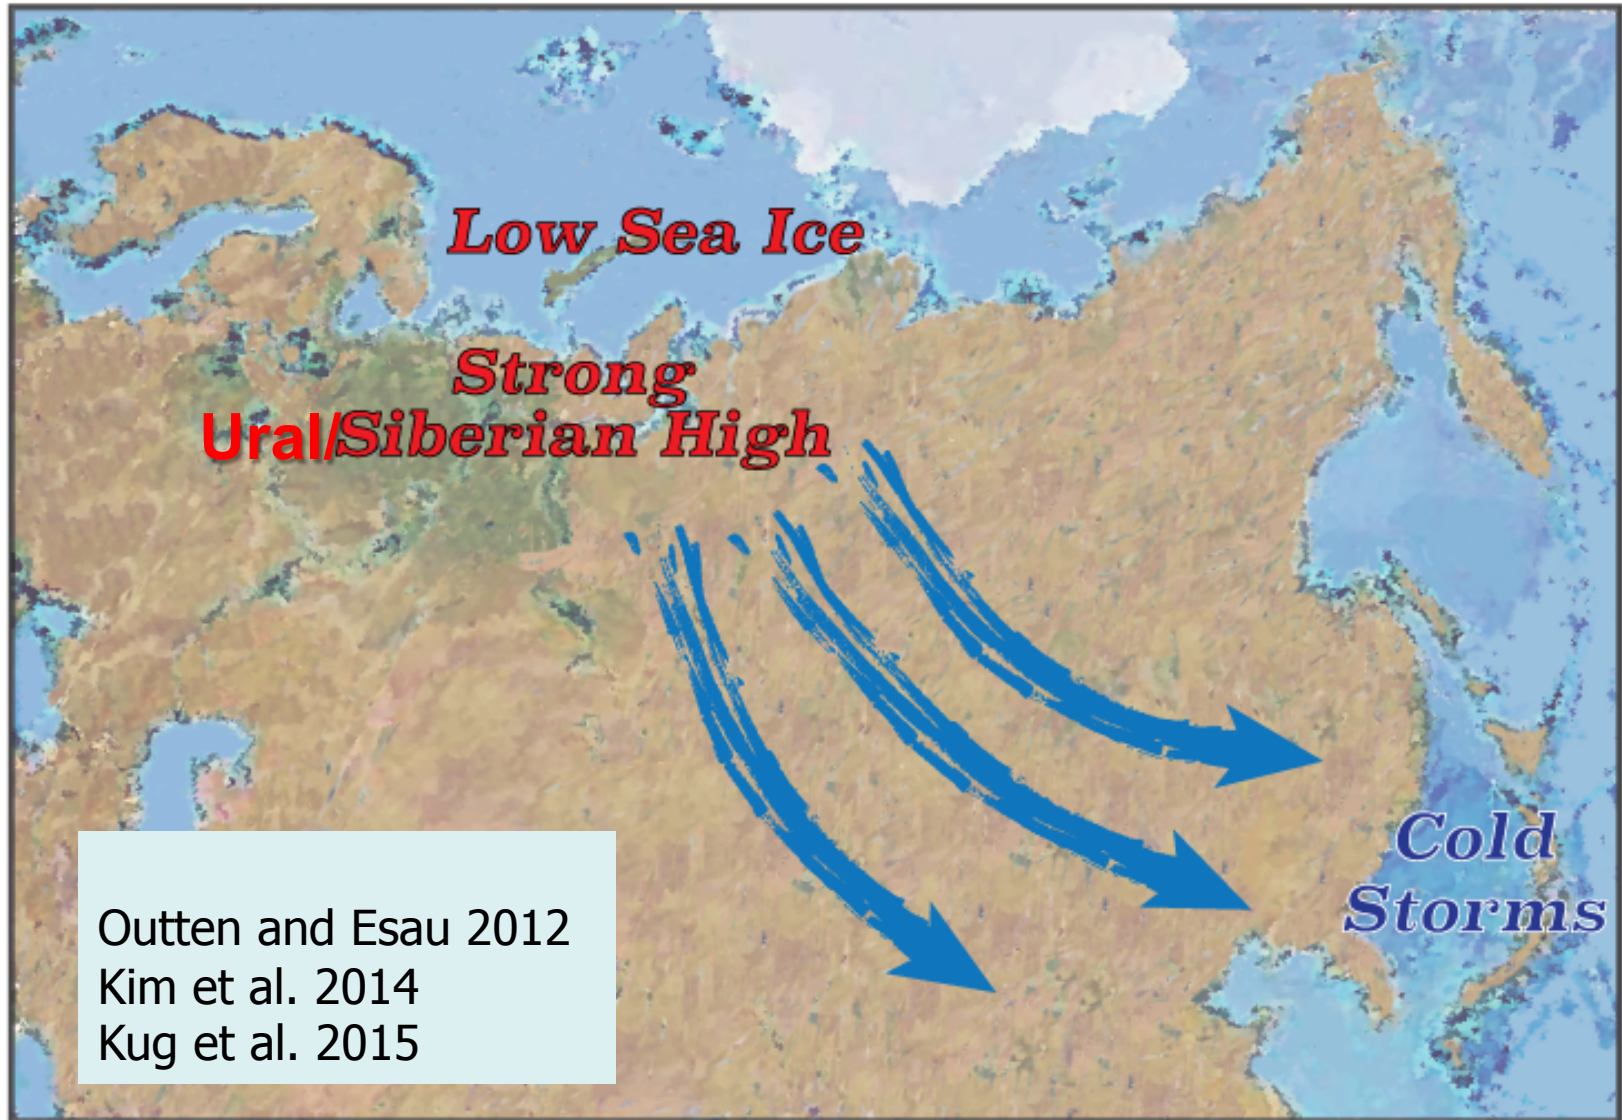 Low Sea Ice
Strong
Ural/Siberian High
Cold
Storms
Outten and Esau 2012
Kim et al. 2014
Kug et al. 2015